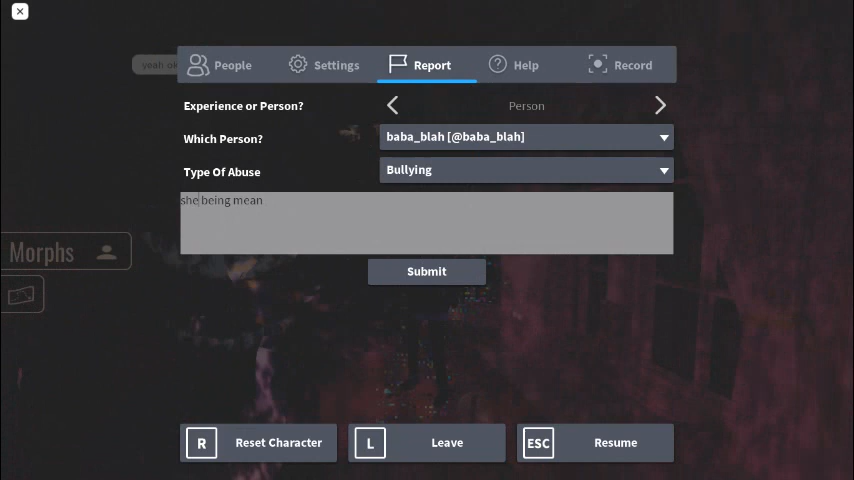 yeah ok
People Settings Report Help Record
Experience or Person? Person
Which Person? baba_blah [@baba_blah]
Type Of Abuse Bullying
she being mean
Morphs
Submit
R Reset Character L Leave ESC Resume